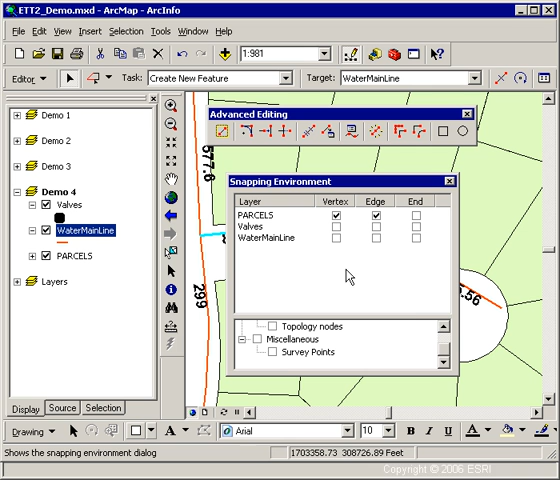 ETT2_Demo.mxd - ArcMap - ArcInfo
File Edit View Insert Selection Tools Window Help
1:981
Editor Task: Create New Feature Target: WaterMainLine
Advanced Editing
Demo 1
Demo 2
Demo 3
Demo 4
Valves
WaterMainLine
PARCELS
Layers
577.6
299
.56
Snapping Environment
Layer Vertex Edge End
PARCELS
Valves
WaterMainLine
Topology nodes
Miscellaneous
Survey Points
Display Source Selection
Drawing A Arial 10 B I U A
Shows the snapping environment dialog 1703358.73 308726.89 Feet
Copyright © 2006 ESRI